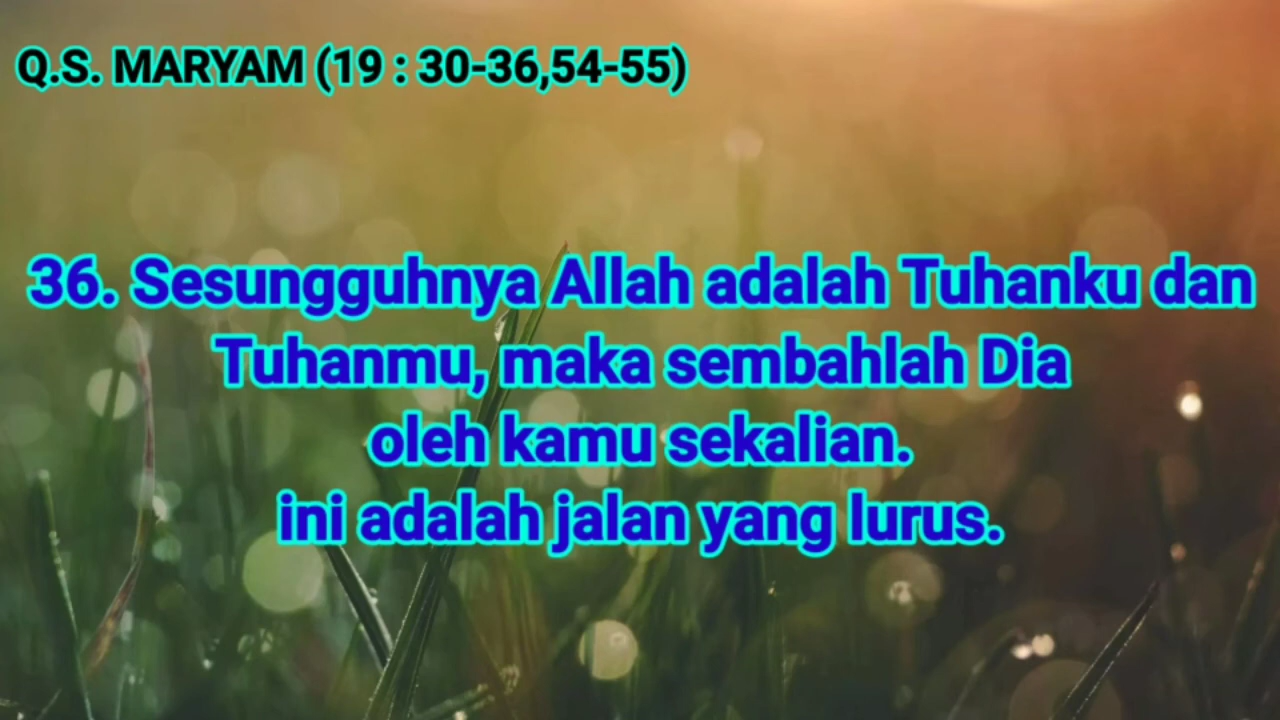 Q.S. MARYAM (19 : 30-36,54-55)
36. Sesungguhnya Allah adalah Tuhanku dan
Tuhanmu, maka sembahlah Dia
oleh kamu sekalian.
ini adalah jalan yang lurus.